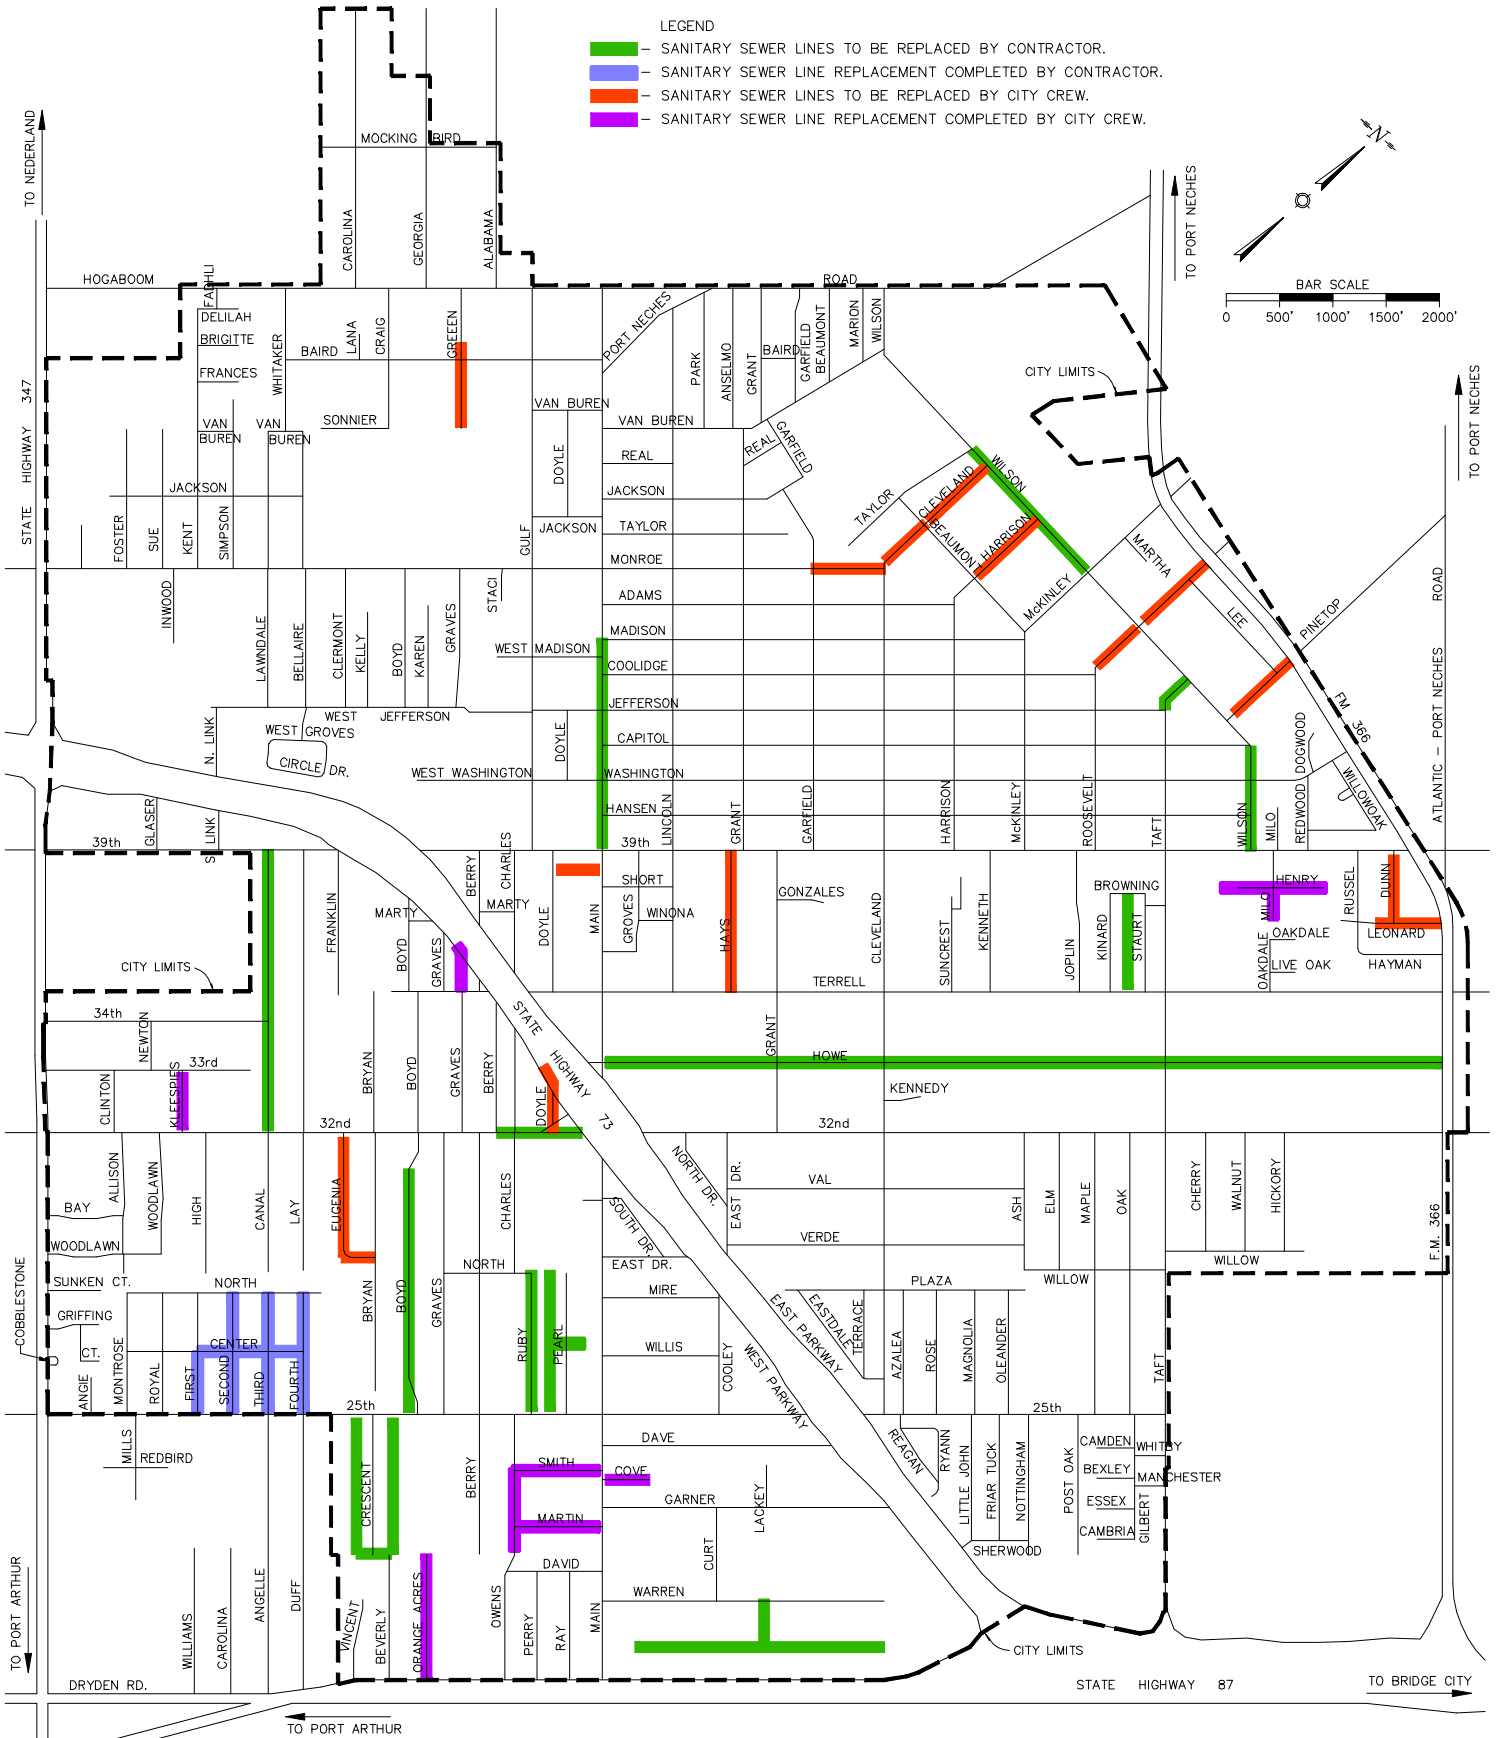 LEGEND
– SANITARY SEWER LINES TO BE REPLACED BY CONTRACTOR.
– SANITARY SEWER LINE REPLACEMENT COMPLETED BY CONTRACTOR.
– SANITARY SEWER LINES TO BE REPLACED BY CITY CREW.
– SANITARY SEWER LINE REPLACEMENT COMPLETED BY CITY CREW.
N
TO NEDERLAND
TO PORT NECHES
BAR SCALE
0 500' 1000' 1500' 2000'
MOCKING BIRD
CAROLINA
GEORGIA
ALABAMA
HOGABOOM
ROAD
FADHLI
DELILAH
BRIGITTE
FRANCES
WHITAKER
BAIRD
LANA
CRAIG
GREEEN
PORT NECHES
PARK
ANSELMO
GRANT
BAIRD
GARFIELD
BEAUMONT
MARION
WILSON
CITY LIMITS
TO PORT NECHES
STATE HIGHWAY 347
VAN BUREN
VAN BUREN
SONNIER
VAN BUREN
VAN BUREN
DOYLE
REAL
REAL
GARFIELD
JACKSON
JACKSON
JACKSON
TAYLOR
TAYLOR
CLEVELAND
WILSON
BEAUMONT
HARRISON
MARTHA
McKINLEY
LEE
PINETOP
FOSTER
SUE
KENT
SIMPSON
GULF
MONROE
ADAMS
MADISON
WEST MADISON
COOLIDGE
JEFFERSON
CAPITOL
WASHINGTON
HANSEN
INWOOD
LAWNDALE
BELLAIRE
CLERMONT
KELLY
BOYD
KAREN
GRAVES
STACI
WEST JEFFERSON
N. LINK
WEST GROVES
CIRCLE DR.
DOYLE
WEST WASHINGTON
LINCOLN
GRANT
GARFIELD
HARRISON
McKINLEY
ROOSEVELT
TAFT
WILSON
MILO
REDWOOD
DOGWOOD
WILLOWOAK
FM 366
ATLANTIC – PORT NECHES ROAD
GLASER
S LINK
39th
39th
FRANKLIN
BERRY
CHARLES
MARTY
MARTY
BOYD
GRAVES
DOYLE
MAIN
SHORT
GROVES
WINONA
HAYS
GONZALES
CLEVELAND
SUNCREST
KENNETH
JOPLIN
BROWNING
KINARD
STAURT
HENRY
MILO
OAKDALE
OAKDALE
LIVE OAK
RUSSEL
DUNN
LEONARD
HAYMAN
CITY LIMITS
TERRELL
34th
NEWTON
33rd
CLINTON
KLEESPIES
BRYAN
BOYD
GRAVES
BERRY
DOYLE
STATE HIGHWAY 73
GRANT
HOWE
KENNEDY
32nd
32nd
ALLISON
WOODLAWN
BAY
WOODLAWN
HIGH
CANAL
LAY
EUGENIA
CHARLES
NORTH DR.
SOUTH DR.
EAST DR.
EAST DR.
VAL
VERDE
ASH
ELM
MAPLE
OAK
CHERRY
WALNUT
HICKORY
WILLOW
WILLOW
F.M. 366
COBBLESTONE
SUNKEN CT.
NORTH
GRIFFING
CT.
ANGIE
MONTROSE
ROYAL
FIRST
CENTER
SECOND
THIRD
FOURTH
BRYAN
BOYD
GRAVES
NORTH
RUBY
PEARL
MIRE
WILLIS
COOLEY
EAST PARKWAY
WEST PARKWAY
PLAZA
EASTDALE
TERRACE
AZALEA
ROSE
MAGNOLIA
OLEANDER
TAFT
25th
25th
MILLS
REDBIRD
CRESCENT
BERRY
SMITH
MARTIN
DAVID
COVE
DAVE
GARNER
LACKEY
CURT
WARREN
REAGAN
RYANN
LITTLE JOHN
FRIAR TUCK
NOTTINGHAM
SHERWOOD
POST OAK
CAMDEN
WHITBY
BEXLEY
MANCHESTER
ESSEX
CAMBRIA
GILBERT
TO PORT ARTHUR
WILLIAMS
CAROLINA
ANGELLE
DUFF
VINCENT
BEVERLY
ORANGE ACRES
OWENS
PERRY
RAY
MAIN
CITY LIMITS
DRYDEN RD.
STATE HIGHWAY 87
TO BRIDGE CITY
TO PORT ARTHUR